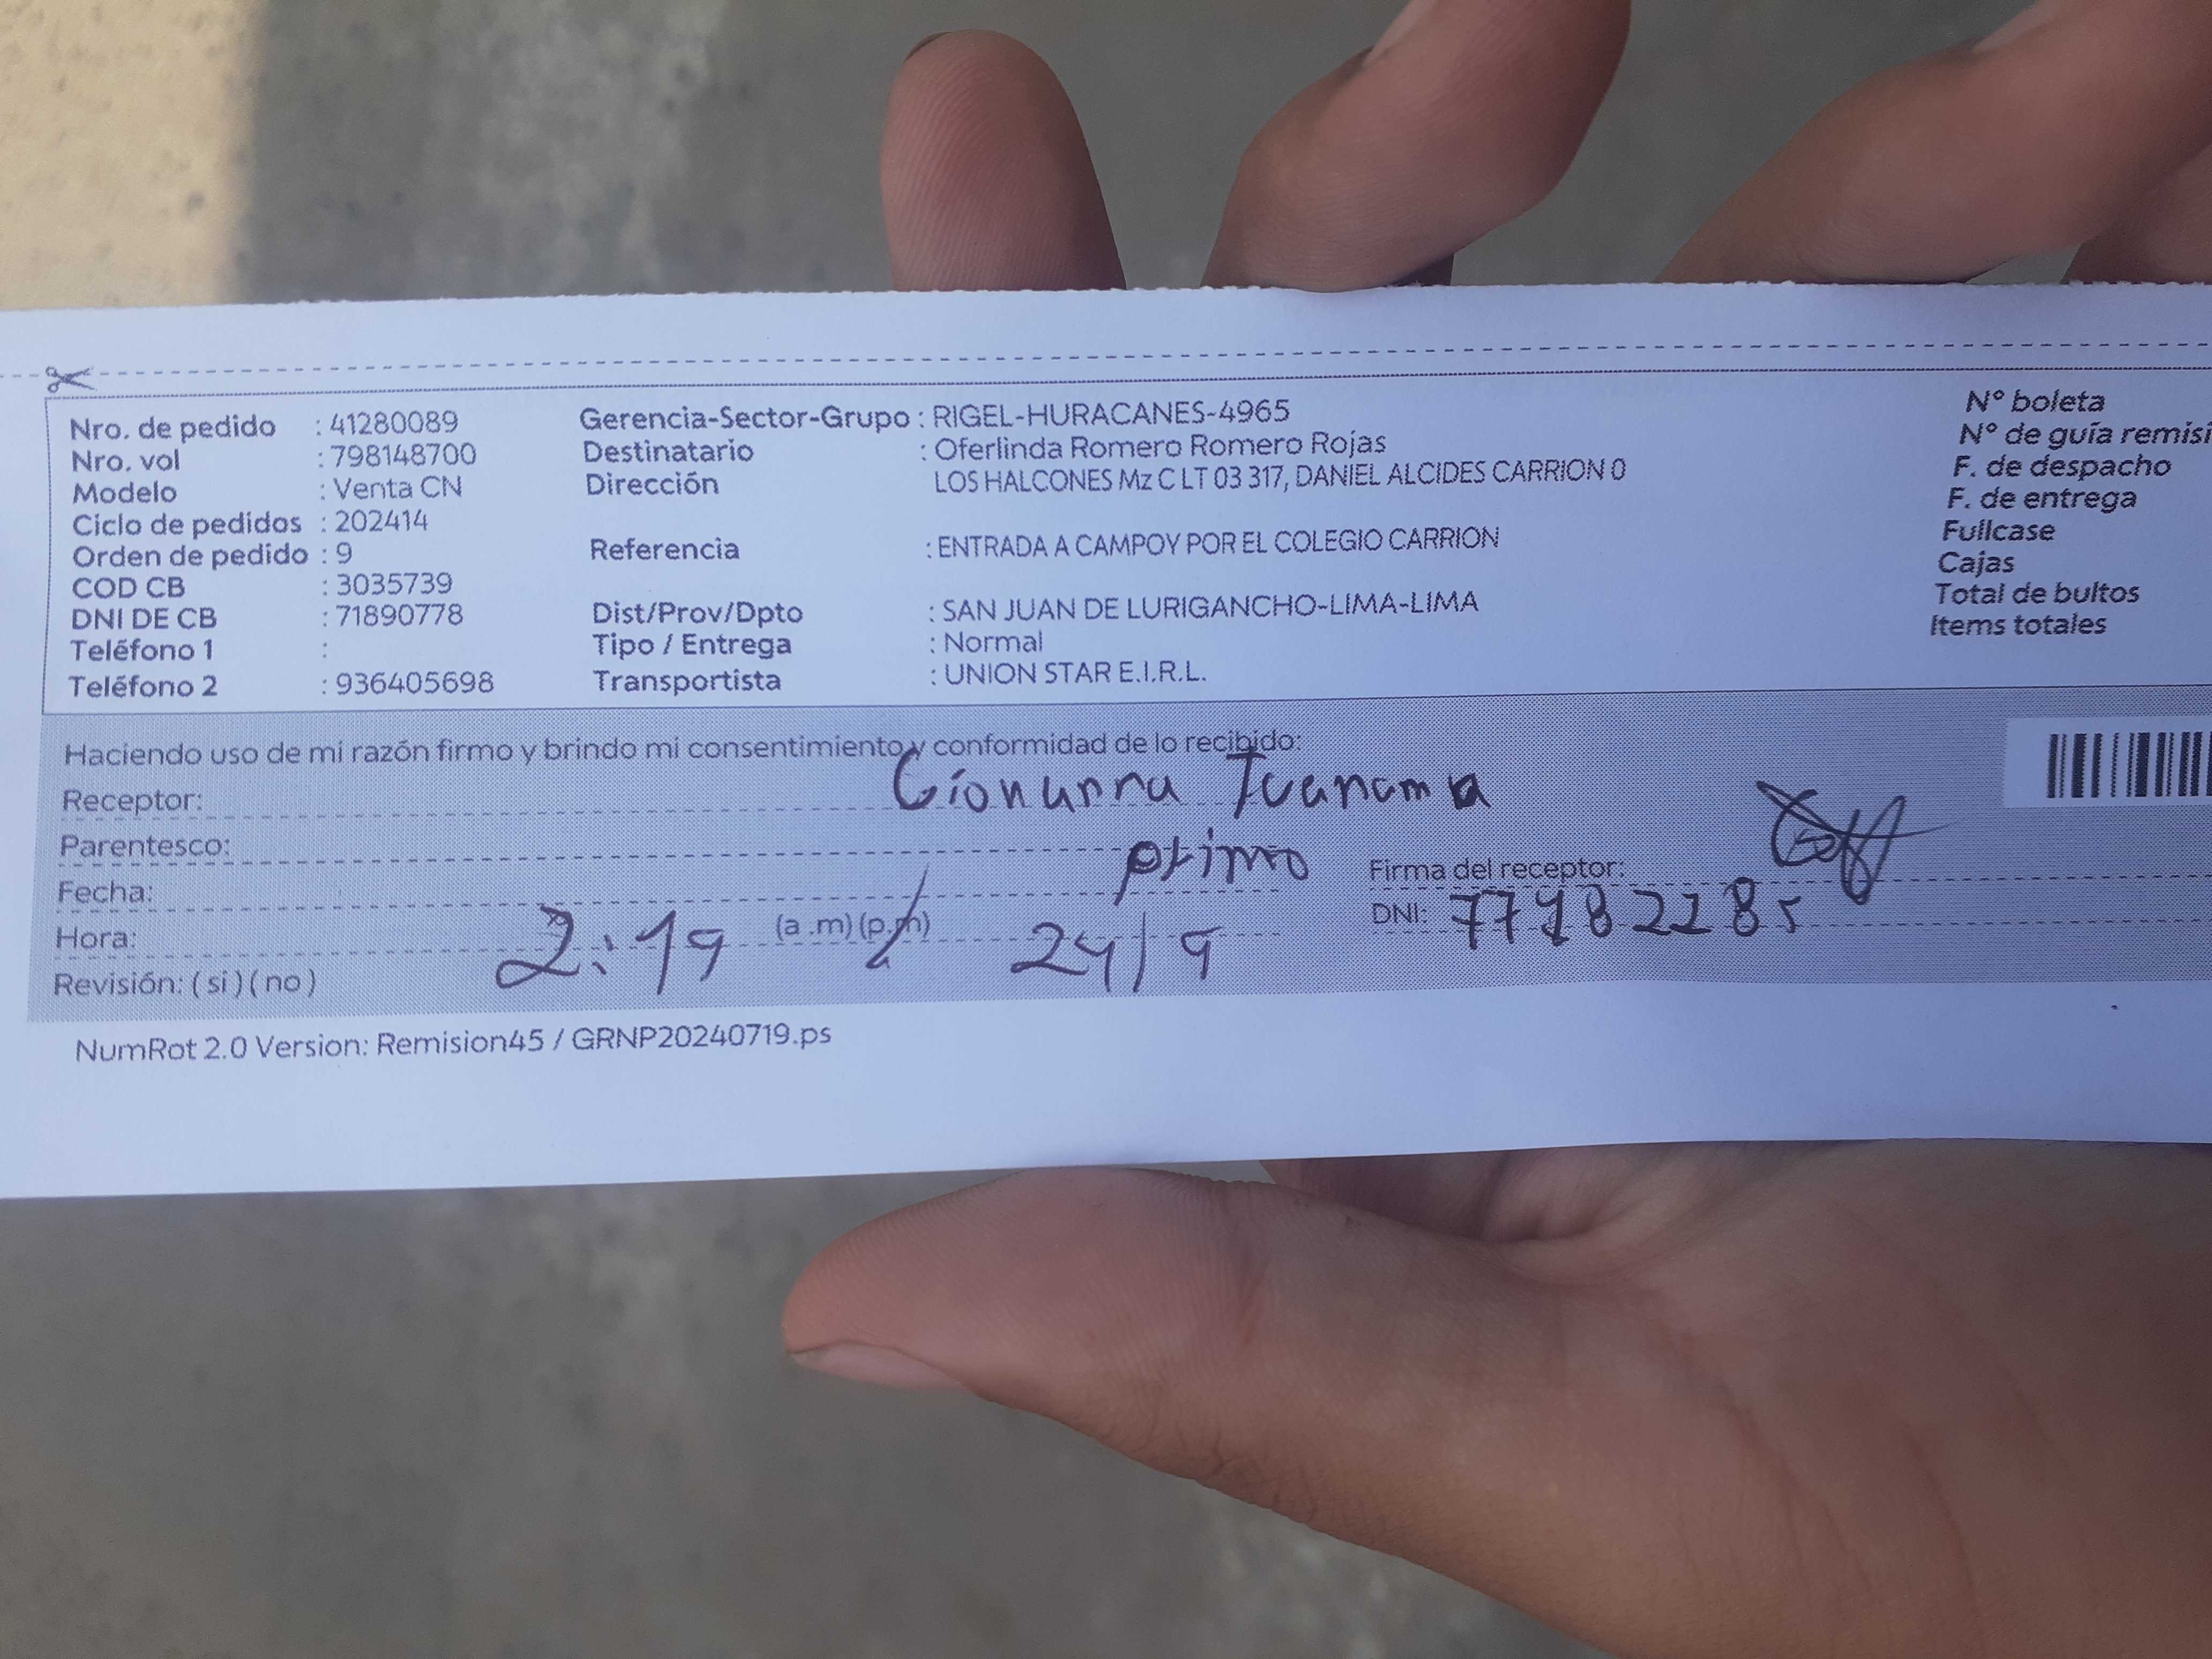 Nro. de pedido : 41280089 Gerencia-Sector-Grupo : RIGEL-HURACANES-4965 N° boleta
Nro. vol : 798148700 Destinatario : Oferlinda Romero Romero Rojas N° de guía remisi
Modelo : Venta CN Dirección LOS HALCONES Mz C LT 03 317, DANIEL ALCIDES CARRION 0 F. de despacho
Ciclo de pedidos : 202414 F. de entrega
Orden de pedido : 9 Referencia : ENTRADA A CAMPOY POR EL COLEGIO CARRION Fullcase
COD CB : 3035739 Cajas
DNI DE CB : 71890778 Dist/Prov/Dpto : SAN JUAN DE LURIGANCHO-LIMA-LIMA Total de bultos
Teléfono 1 : Tipo / Entrega : Normal Items totales
Teléfono 2 : 936405698 Transportista : UNION STAR E.I.R.L.
Haciendo uso de mi razón firmo y brindo mi consentimiento y conformidad de lo recibido:
Receptor:
Parentesco: primo
Fecha: Firma del receptor:
Hora: 2:19 (a .m) (p.m) 24/9 DNI:
Revisión: ( si ) ( no )
NumRot 2.0 Version: Remision45 / GRNP20240719.ps